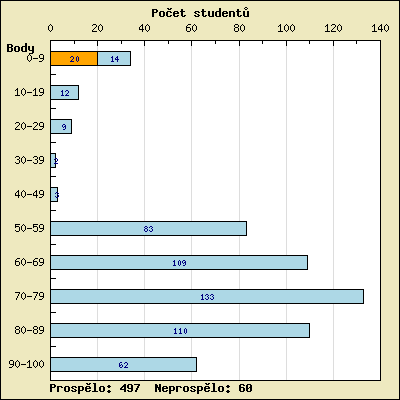 Počet studentů
0 20 40 60 80 100 120 140
Body
0-9 20 14
10-19 12
20-29 9
30-39 2
40-49 3
50-59 83
60-69 109
70-79 133
80-89 110
90-100 62
Prospělo: 497 Neprospělo: 60